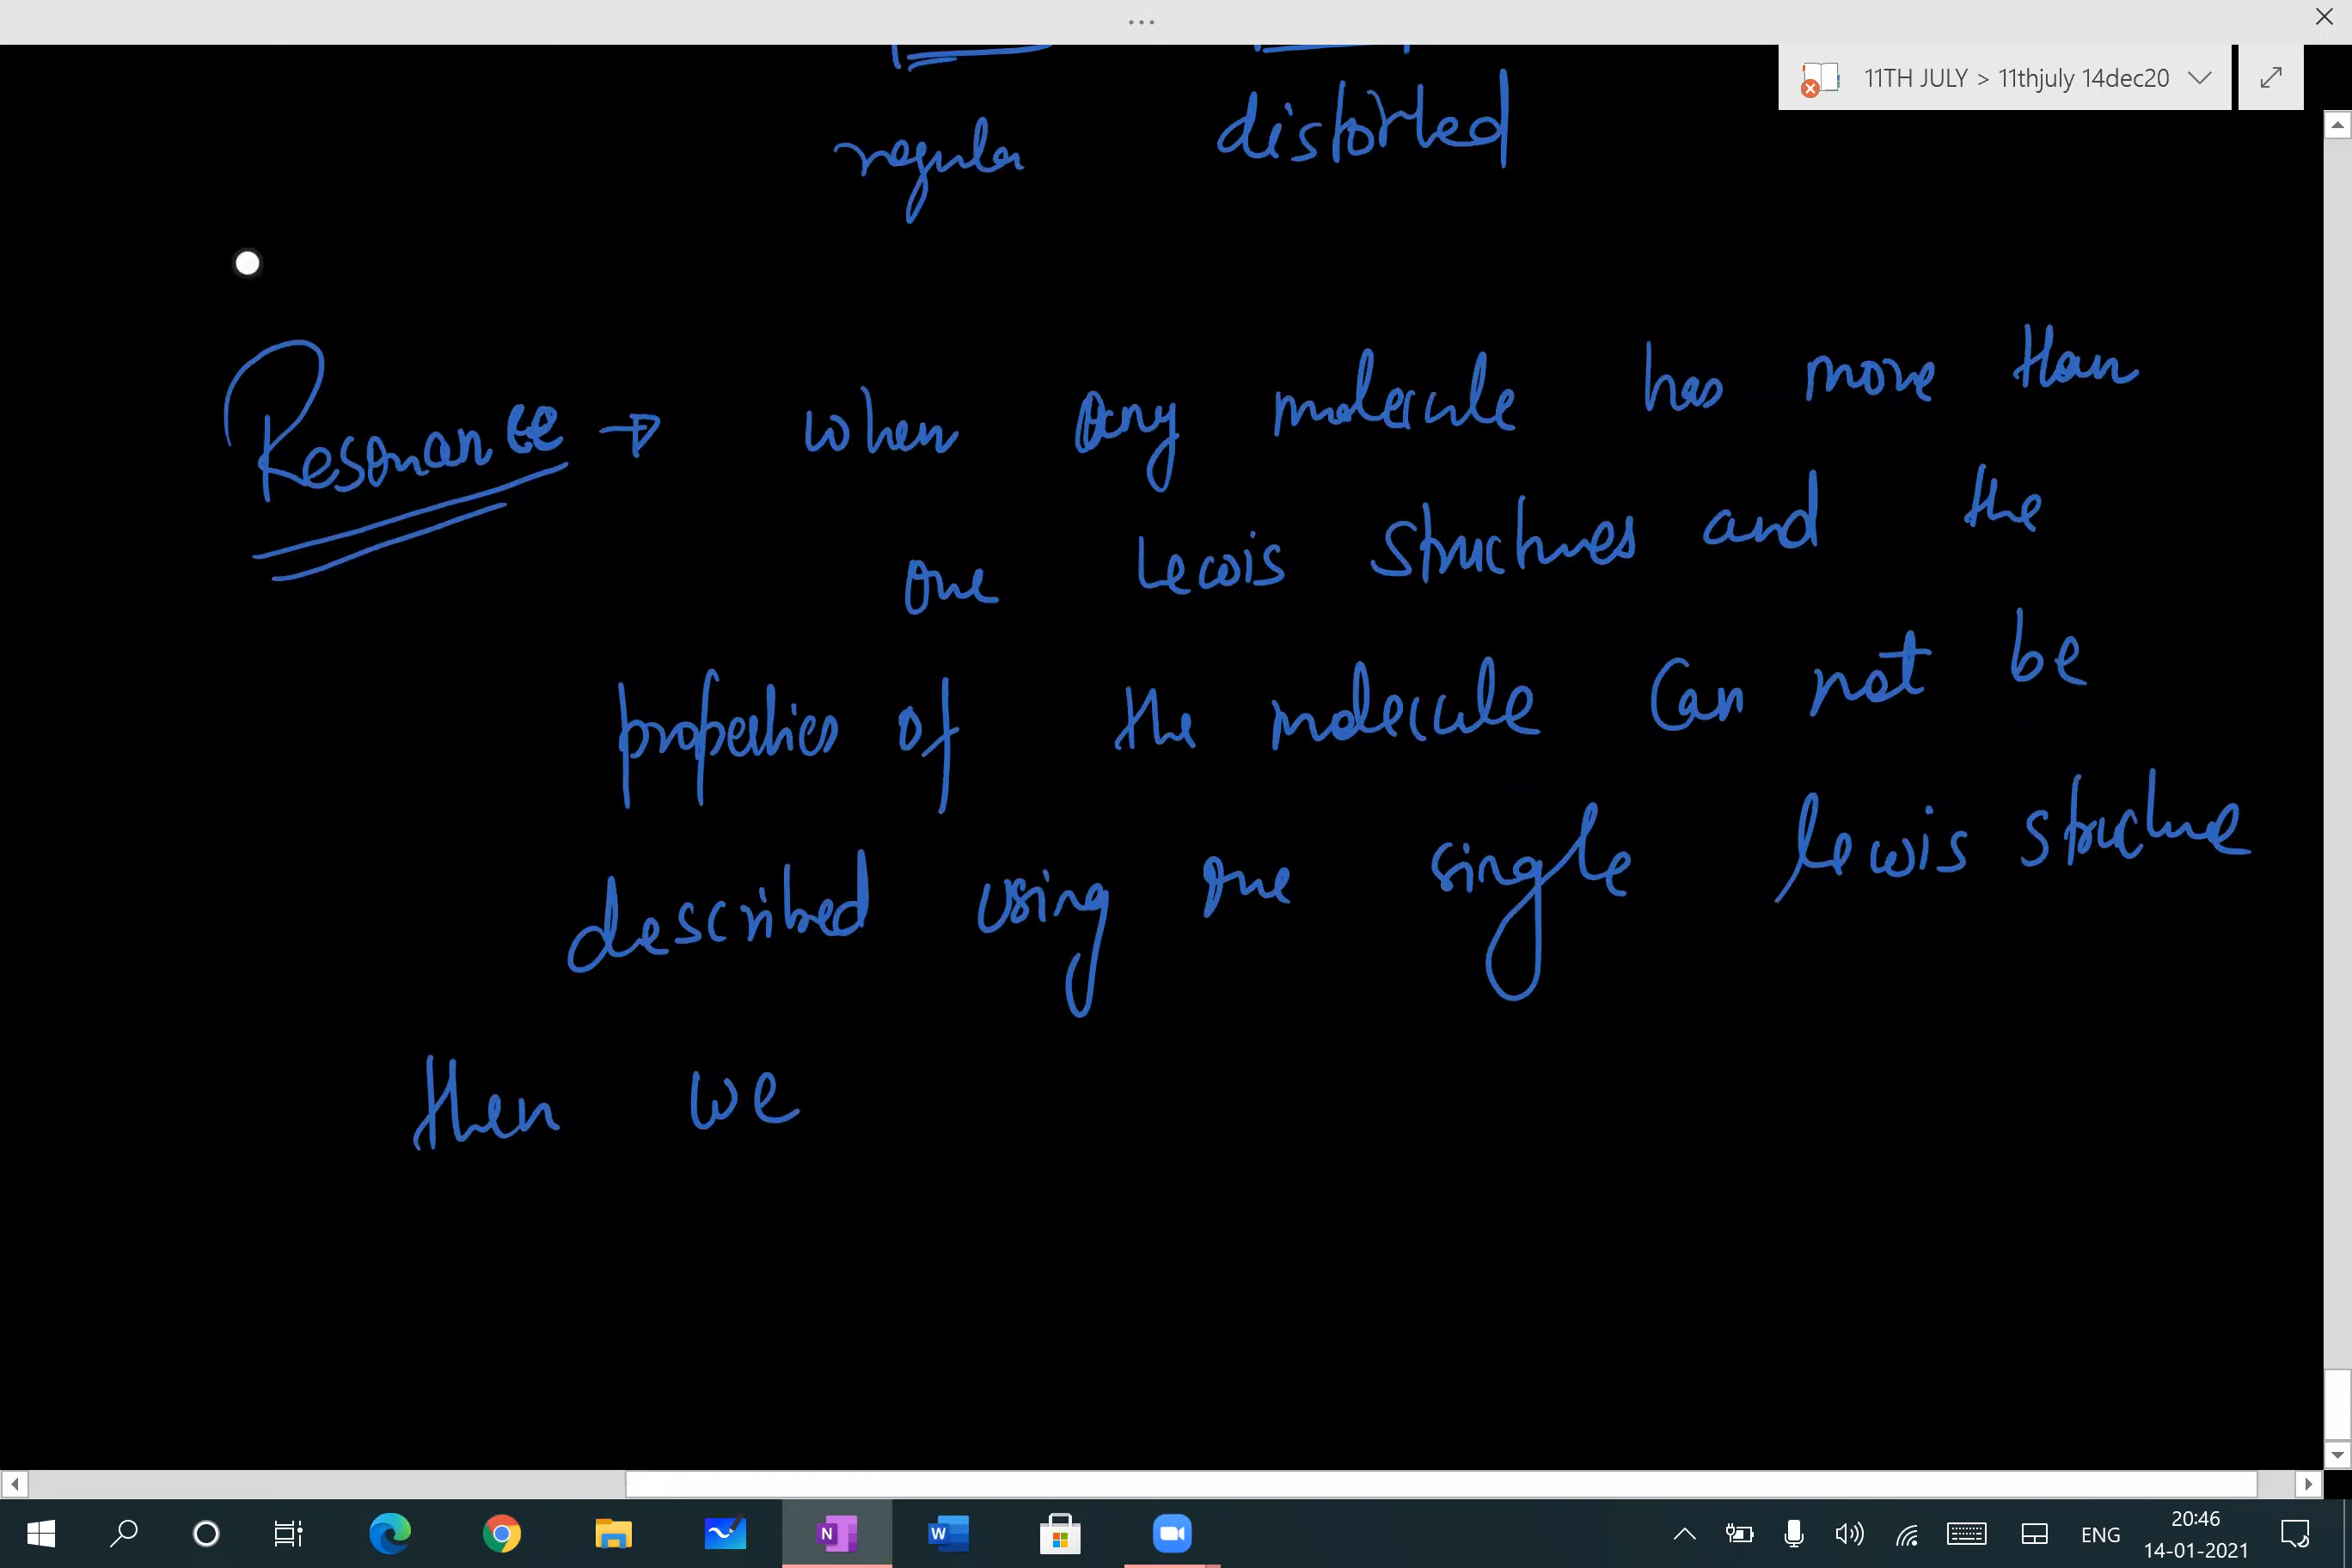 11TH JULY > 11thjuly 14dec20
regular distorted
Resonance → when any molecule has more than
one Lewis structures and the
properties of the molecule can not be
described using one single lewis structure
then we
ENG
20:46
14-01-2021